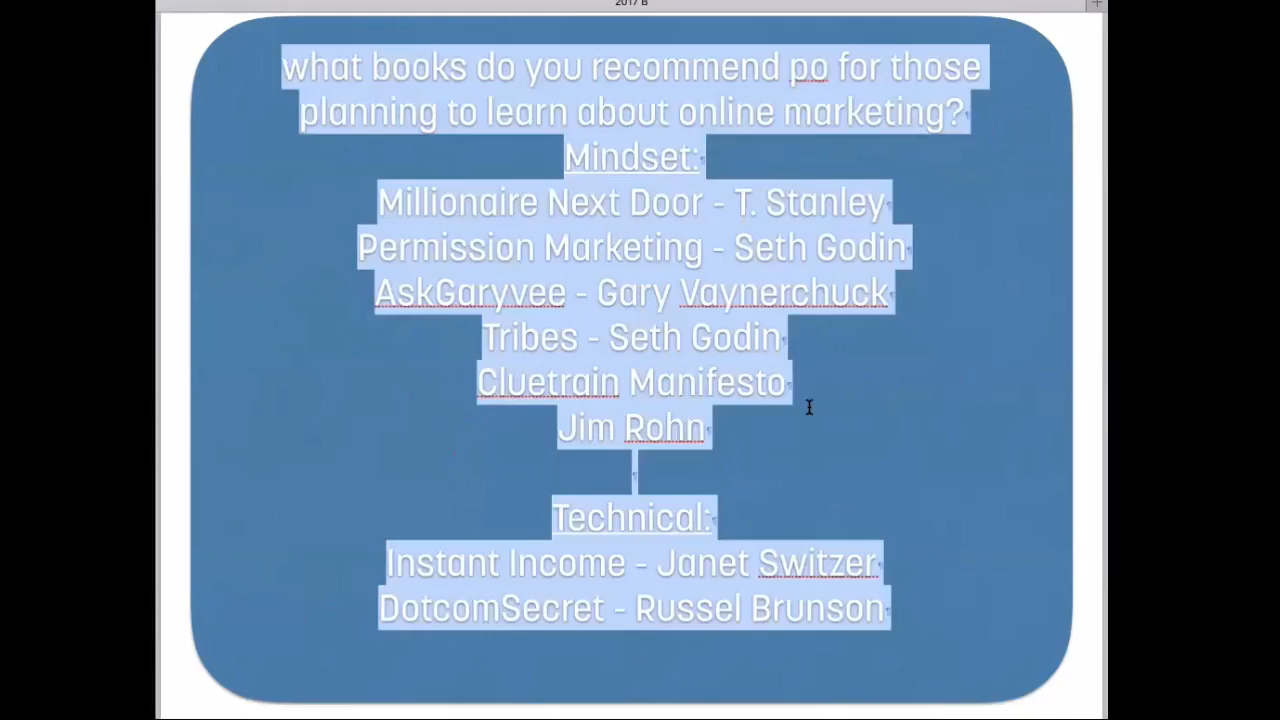 2017 B
what books do you recommend po for those
planning to learn about online marketing?
Mindset:
Millionaire Next Door - T. Stanley
Permission Marketing - Seth Godin
AskGaryvee - Gary Vaynerchuck
Tribes - Seth Godin
Cluetrain Manifesto
Jim Rohn
Technical:
Instant Income - Janet Switzer
DotcomSecret - Russel Brunson